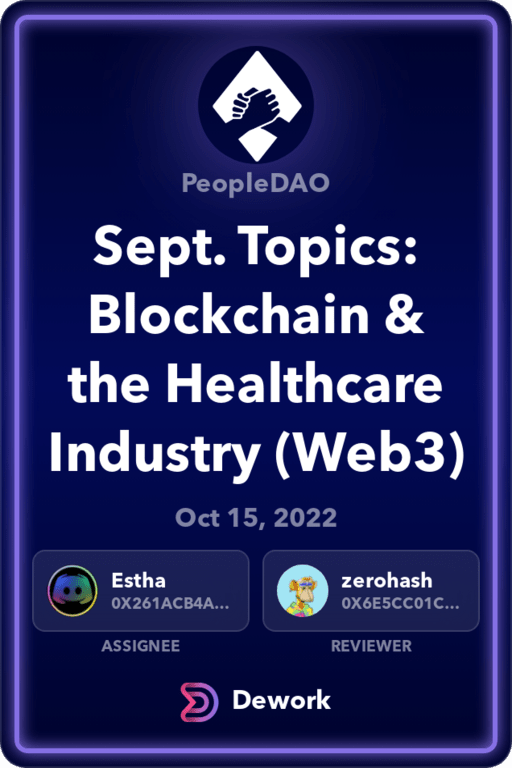 PeopleDAO
Sept. Topics:
Blockchain &
the Healthcare
Industry (Web3)
Oct 15, 2022
Estha
0X261ACB4A...
ASSIGNEE
zerohash
0X6E5CC01C...
REVIEWER
Dework